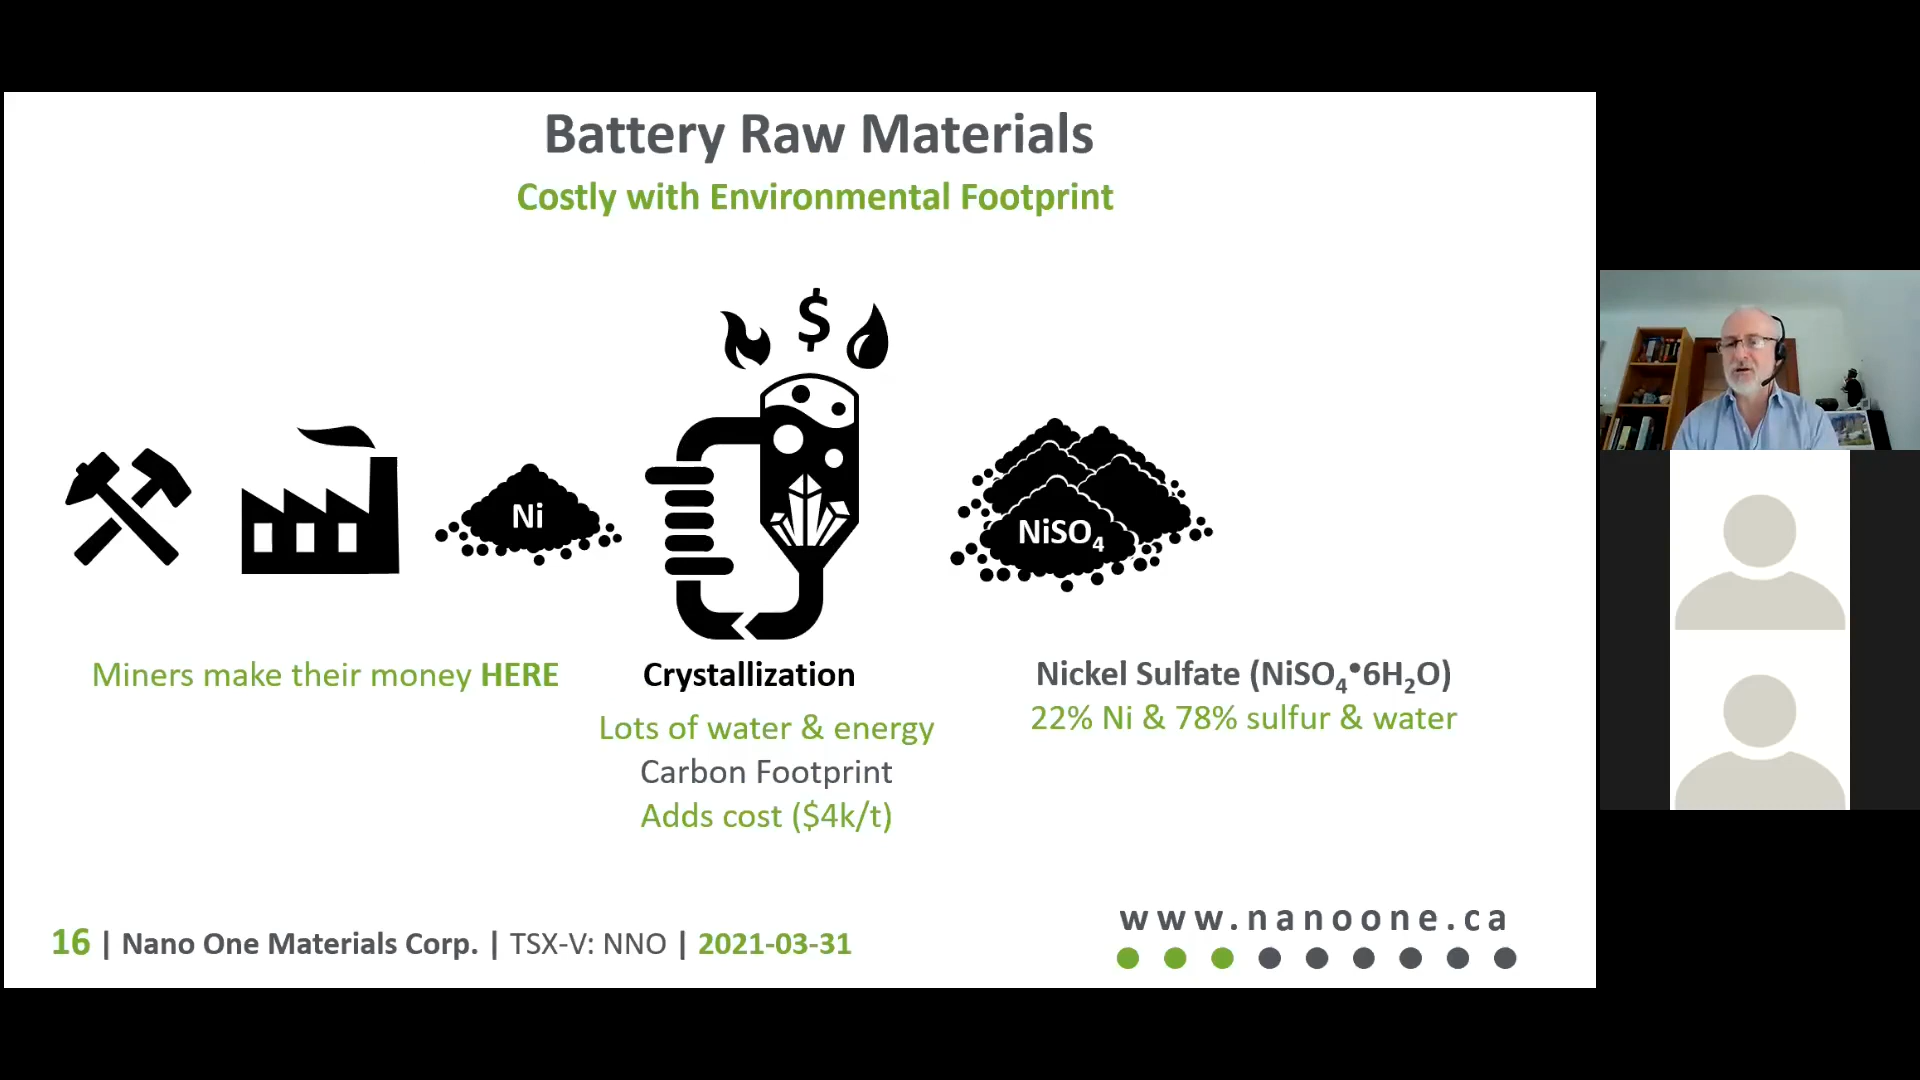 Battery Raw Materials
Costly with Environmental Footprint
$
Ni
NiSO₄
Miners make their money HERE
Crystallization
Lots of water & energy
Carbon Footprint
Adds cost ($4k/t)
Nickel Sulfate (NiSO₄•6H₂O)
22% Ni & 78% sulfur & water
16 | Nano One Materials Corp. | TSX-V: NNO | 2021-03-31
www.nanoone.ca